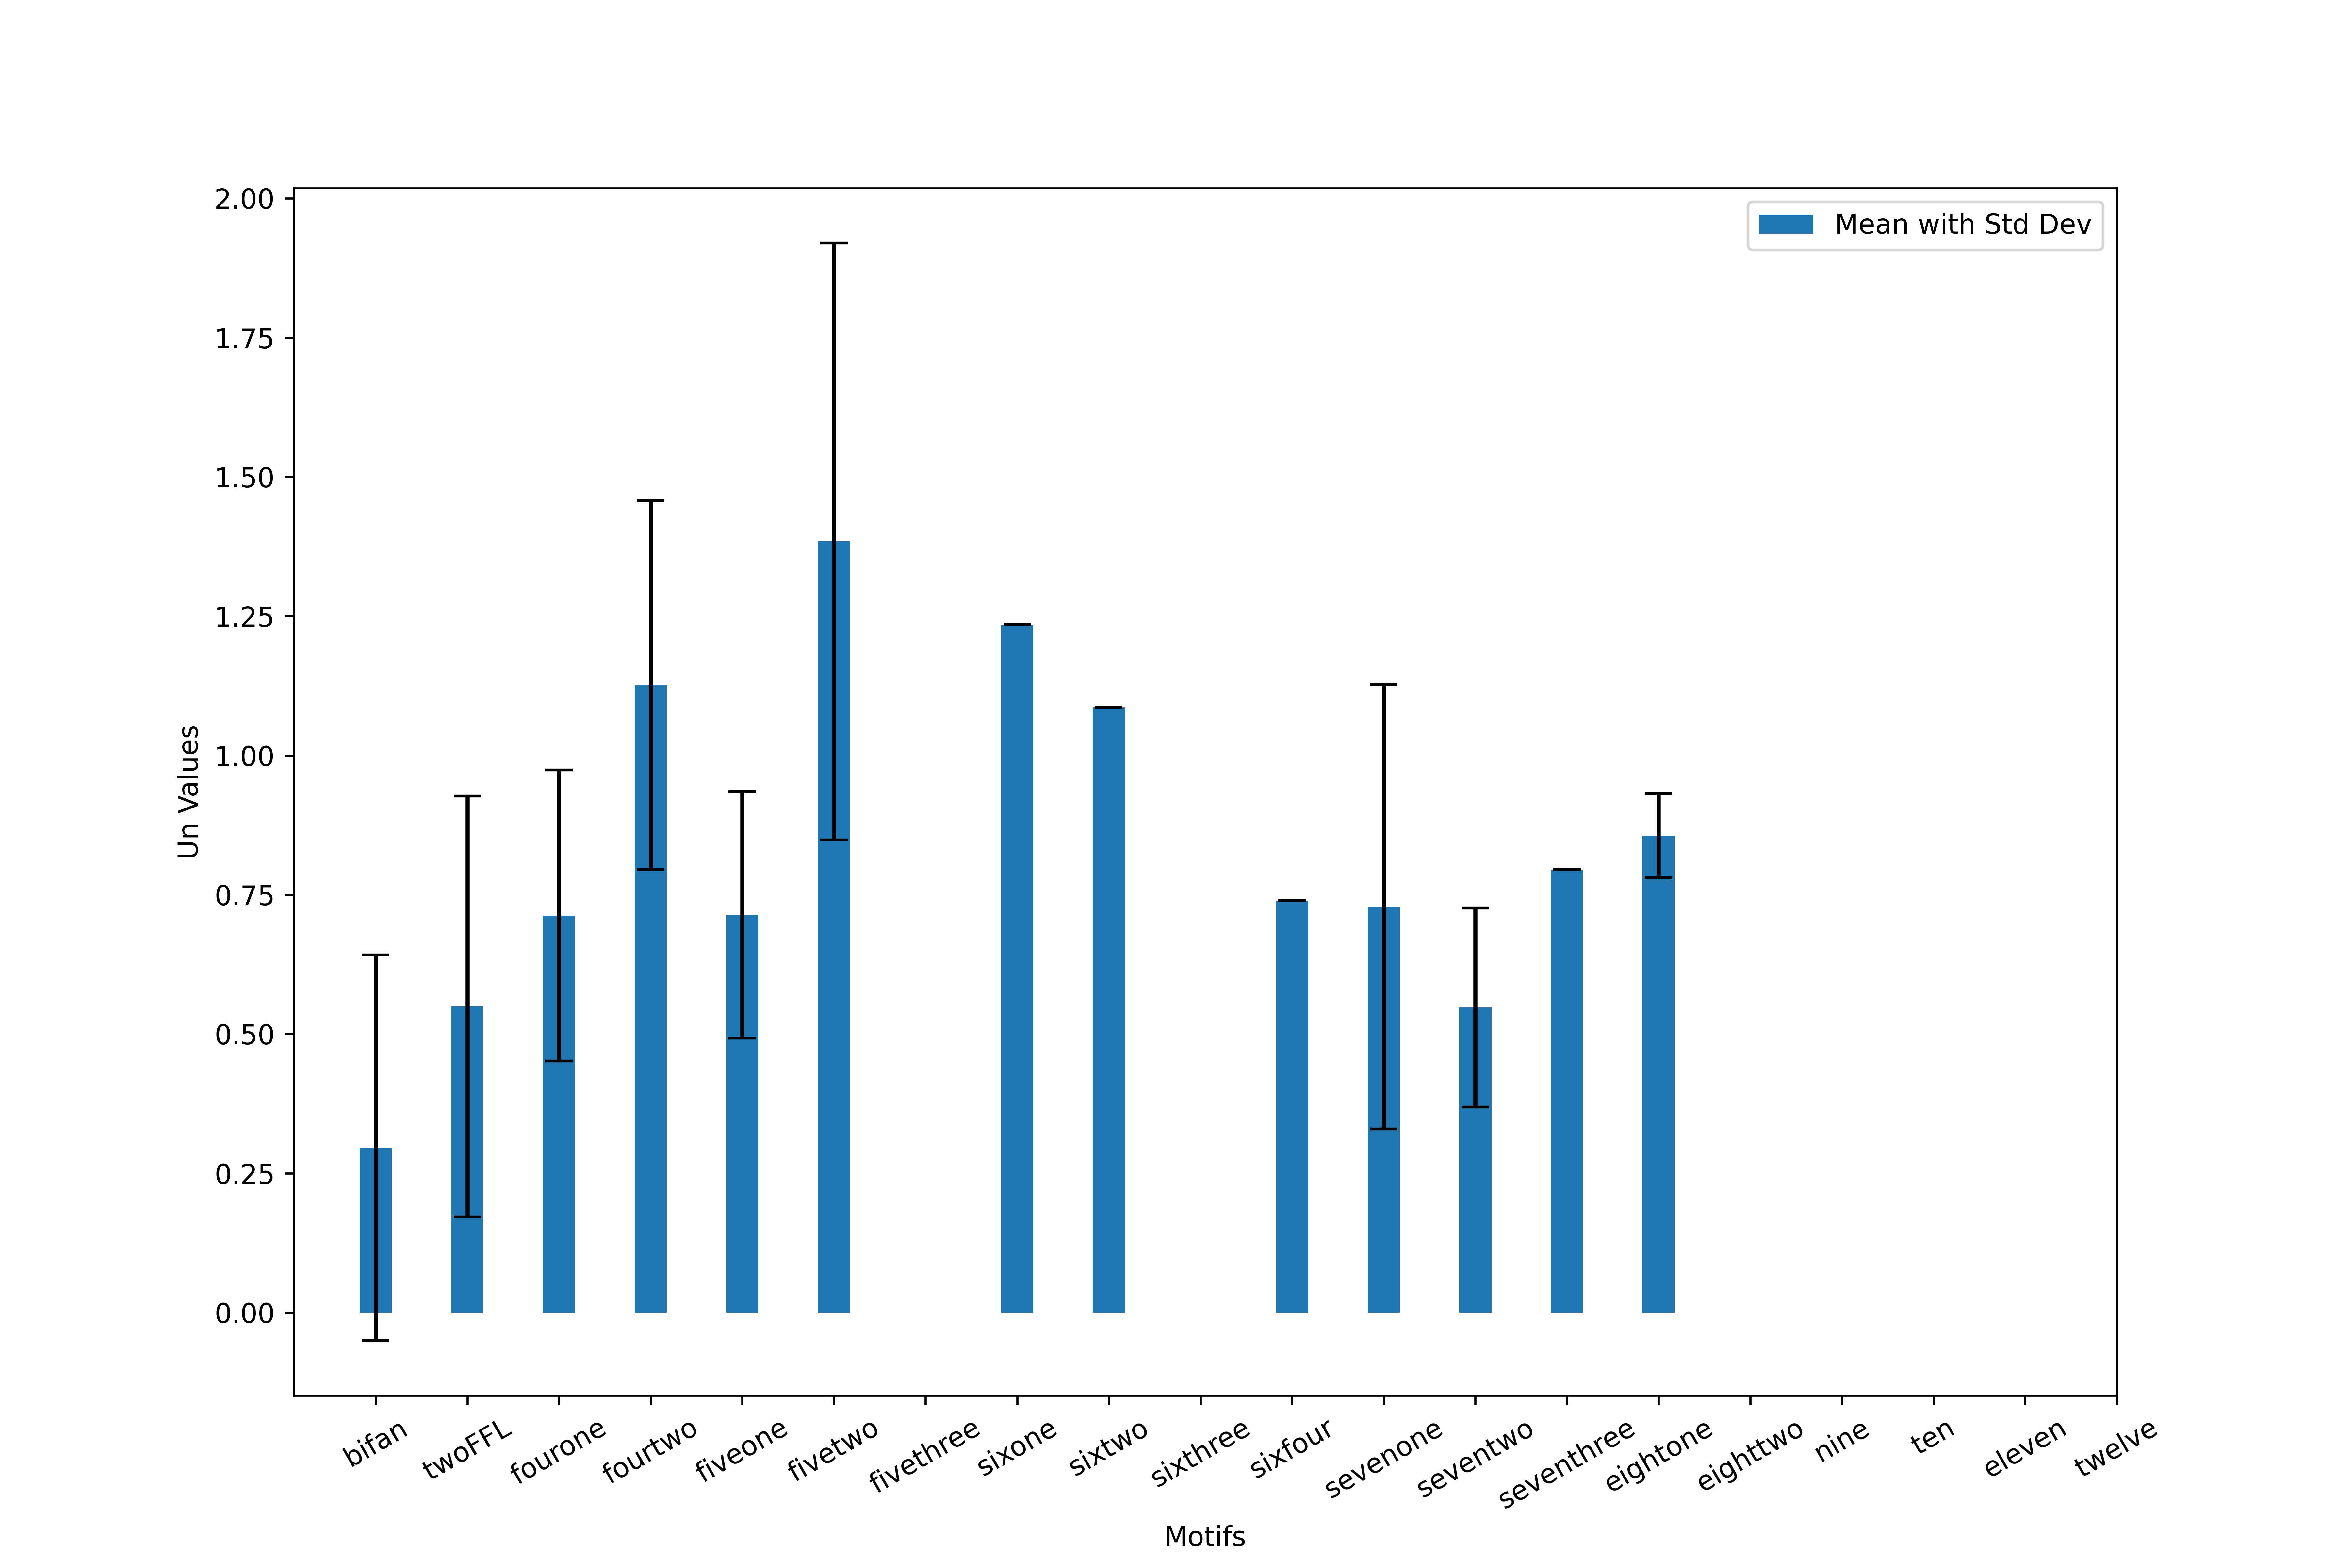 Mean with Std Dev
2.00
1.75
1.50
1.25
1.00
0.75
0.50
0.25
0.00
Un Values
bifan
twoFFL
fourone
fourtwo
fiveone
fivetwo
fivethree
sixone
sixtwo
sixthree
sixfour
sevenone
seventwo
seventhree
eightone
eighttwo
nine
ten
eleven
twelve
Motifs